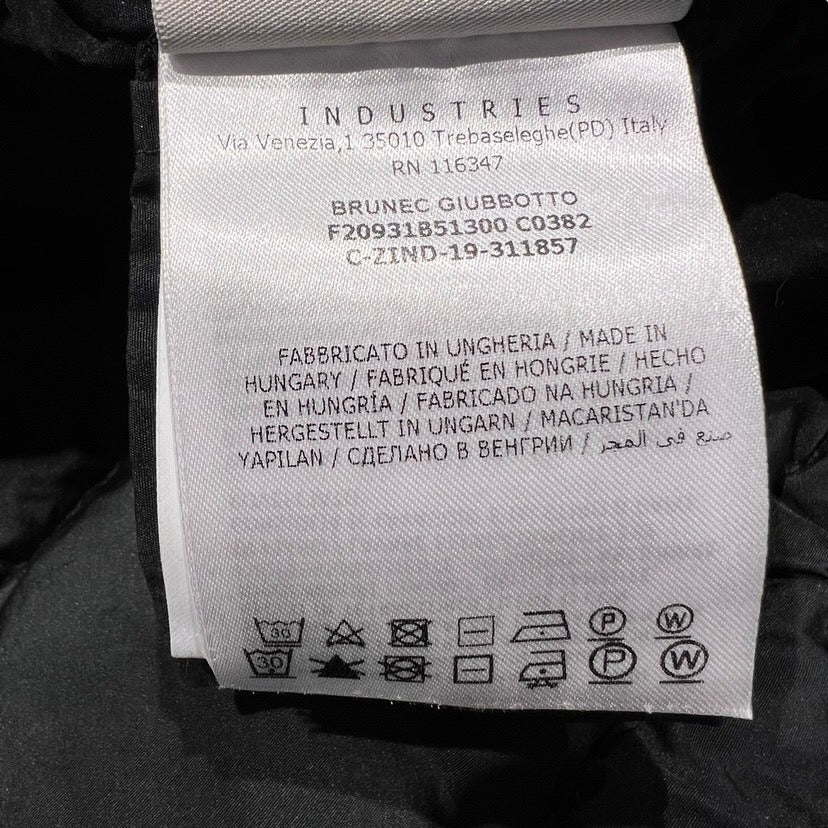 INDUSTRIES
Via Venezia,1 35010 Trebaseleghe(PD) Italy
RN 116347
BRUNEC GIUBBOTTO
F20931B51300 C0382
C-ZIND-19-311857
FABBRICATO IN UNGHERIA / MADE IN
HUNGARY / FABRIQUÉ EN HONGRIE / HECHO
EN HUNGRÍA / FABRICADO NA HUNGRIA /
HERGESTELLT IN UNGARN / MACARISTAN'DA
YAPILAN / СДЕЛАНО В ВЕНГРИИ / صنع في المجر
30 P W
30 P W